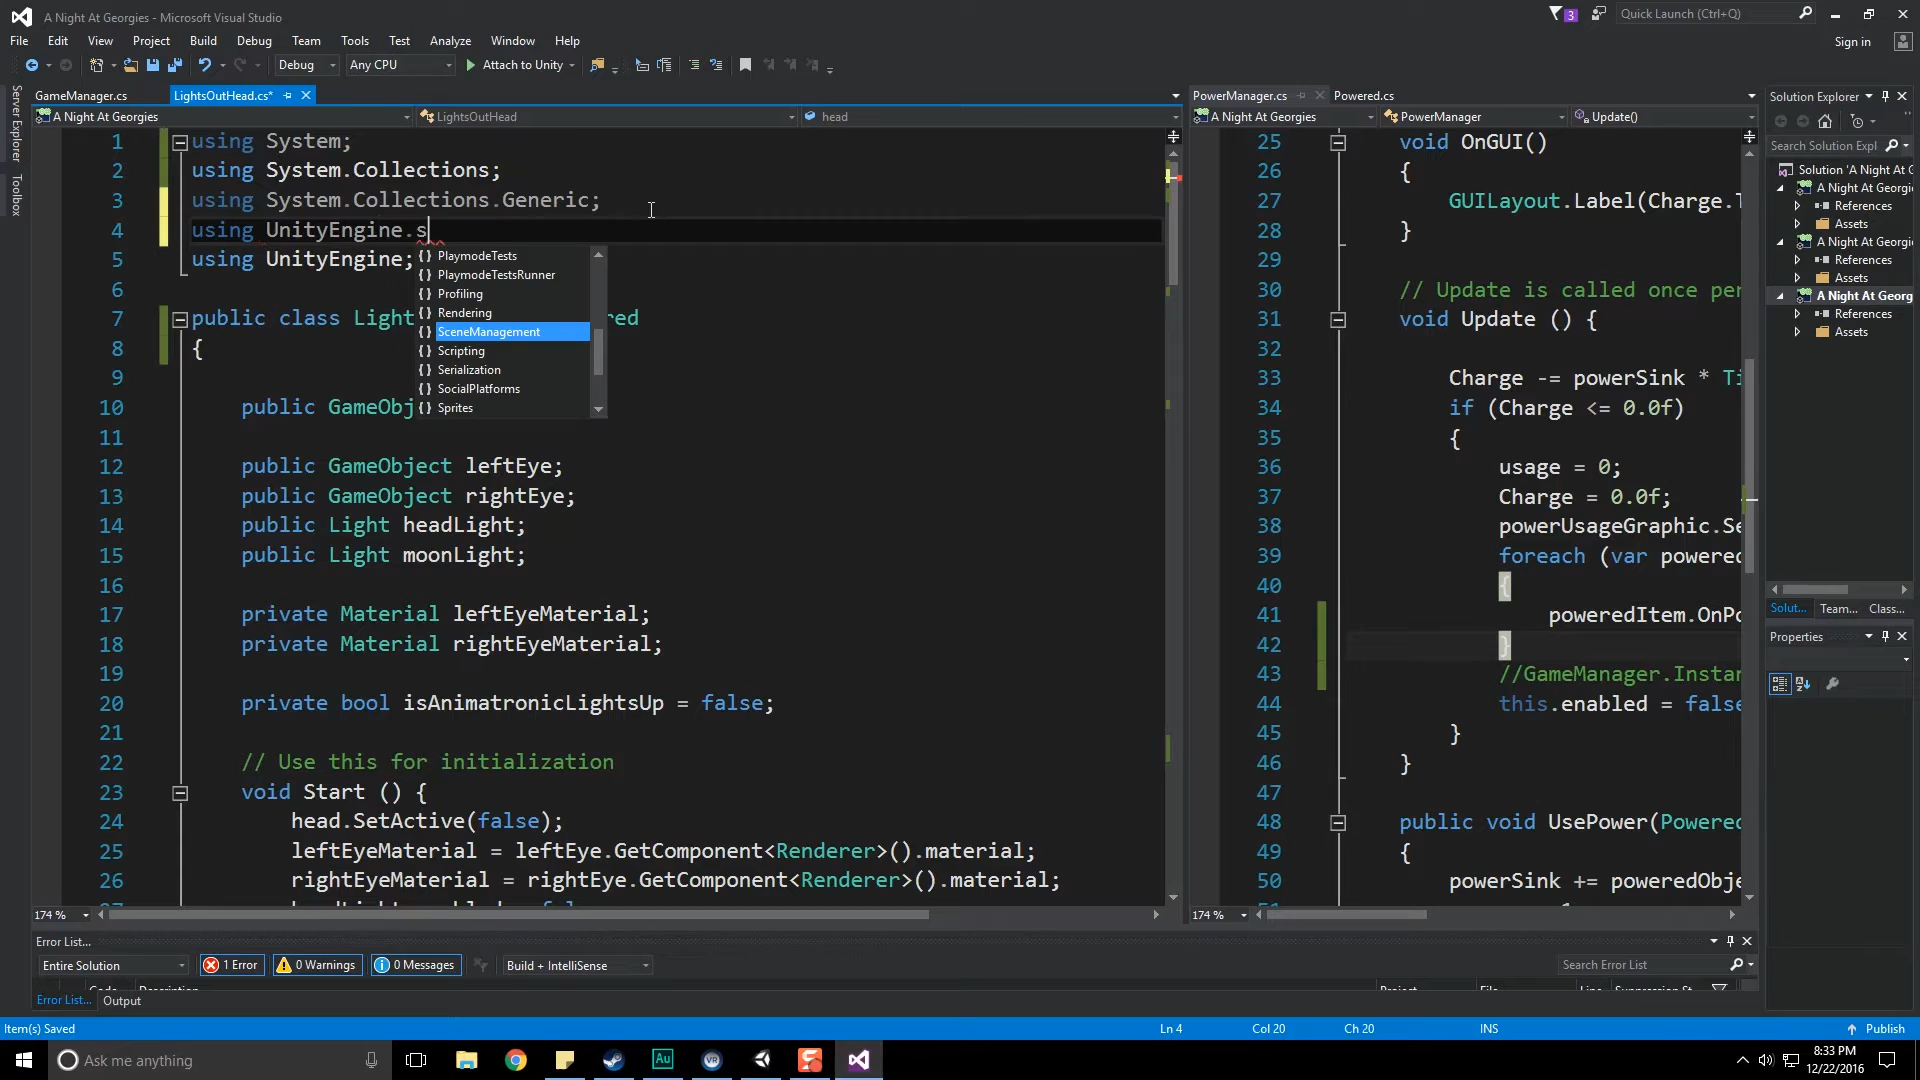 A Night At Georgies - Microsoft Visual Studio
3
Quick Launch (Ctrl+Q)
File Edit View Project Build Debug Team Tools Test Analyze Window Help
Sign in
Debug Any CPU Attach to Unity
Server Explorer
Toolbox
GameManager.cs LightsOutHead.cs*
A Night At Georgies LightsOutHead head
1 using System;
2 using System.Collections;
3 using System.Collections.Generic;
4 using UnityEngine.s
5 using UnityEngine;
6
7 public class Light red
8 {
9
10 public GameObj
11
12 public GameObject leftEye;
13 public GameObject rightEye;
14 public Light headLight;
15 public Light moonLight;
16
17 private Material leftEyeMaterial;
18 private Material rightEyeMaterial;
19
20 private bool isAnimatronicLightsUp = false;
21
22 // Use this for initialization
23 void Start () {
24 head.SetActive(false);
25 leftEyeMaterial = leftEye.GetComponent<Renderer>().material;
26 rightEyeMaterial = rightEye.GetComponent<Renderer>().material;
{ } PlaymodeTests
{ } PlaymodeTestsRunner
{ } Profiling
{ } Rendering
{ } SceneManagement
{ } Scripting
{ } Serialization
{ } SocialPlatforms
{ } Sprites
174 %
PowerManager.cs Powered.cs
A Night At Georgies PowerManager Update()
25 void OnGUI()
26 {
27 GUILayout.Label(Charge.T
28 }
29
30 // Update is called once per
31 void Update () {
32
33 Charge -= powerSink * Ti
34 if (Charge <= 0.0f)
35 {
36 usage = 0;
37 Charge = 0.0f;
38 powerUsageGraphic.Se
39 foreach (var powered
40 {
41 poweredItem.OnPo
42 }
43 //GameManager.Instan
44 this.enabled = false
45 }
46 }
47
48 public void UsePower(Powered
49 {
50 powerSink += poweredObje
174 %
Solution Explorer
Search Solution Expl
Solution 'A Night At G
A Night At Georgie
References
Assets
A Night At Georgie
References
Assets
A Night At Georg
References
Assets
Solut... Team... Class...
Properties
Error List...
Entire Solution 1 Error 0 Warnings 0 Messages Build + IntelliSense Search Error List
Error List... Output
Item(s) Saved Ln 4 Col 20 Ch 20 INS Publish
Ask me anything
Au
VR
8:33 PM
12/22/2016